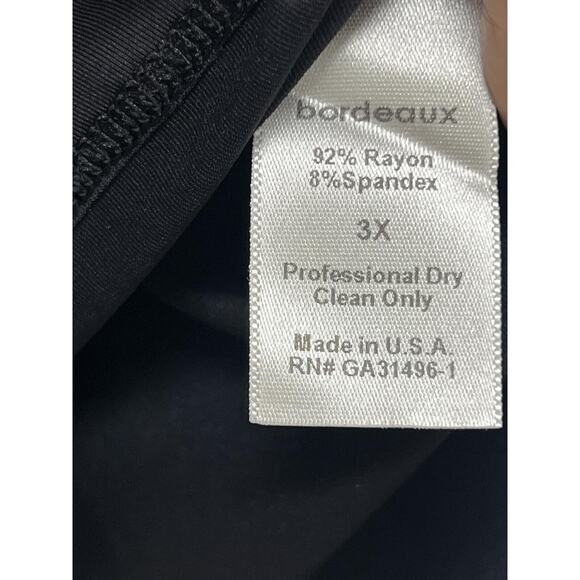 bordeaux
92% Rayon
8%Spandex
3X
Professional Dry
Clean Only
Made in U.S.A.
RN# GA31496-1